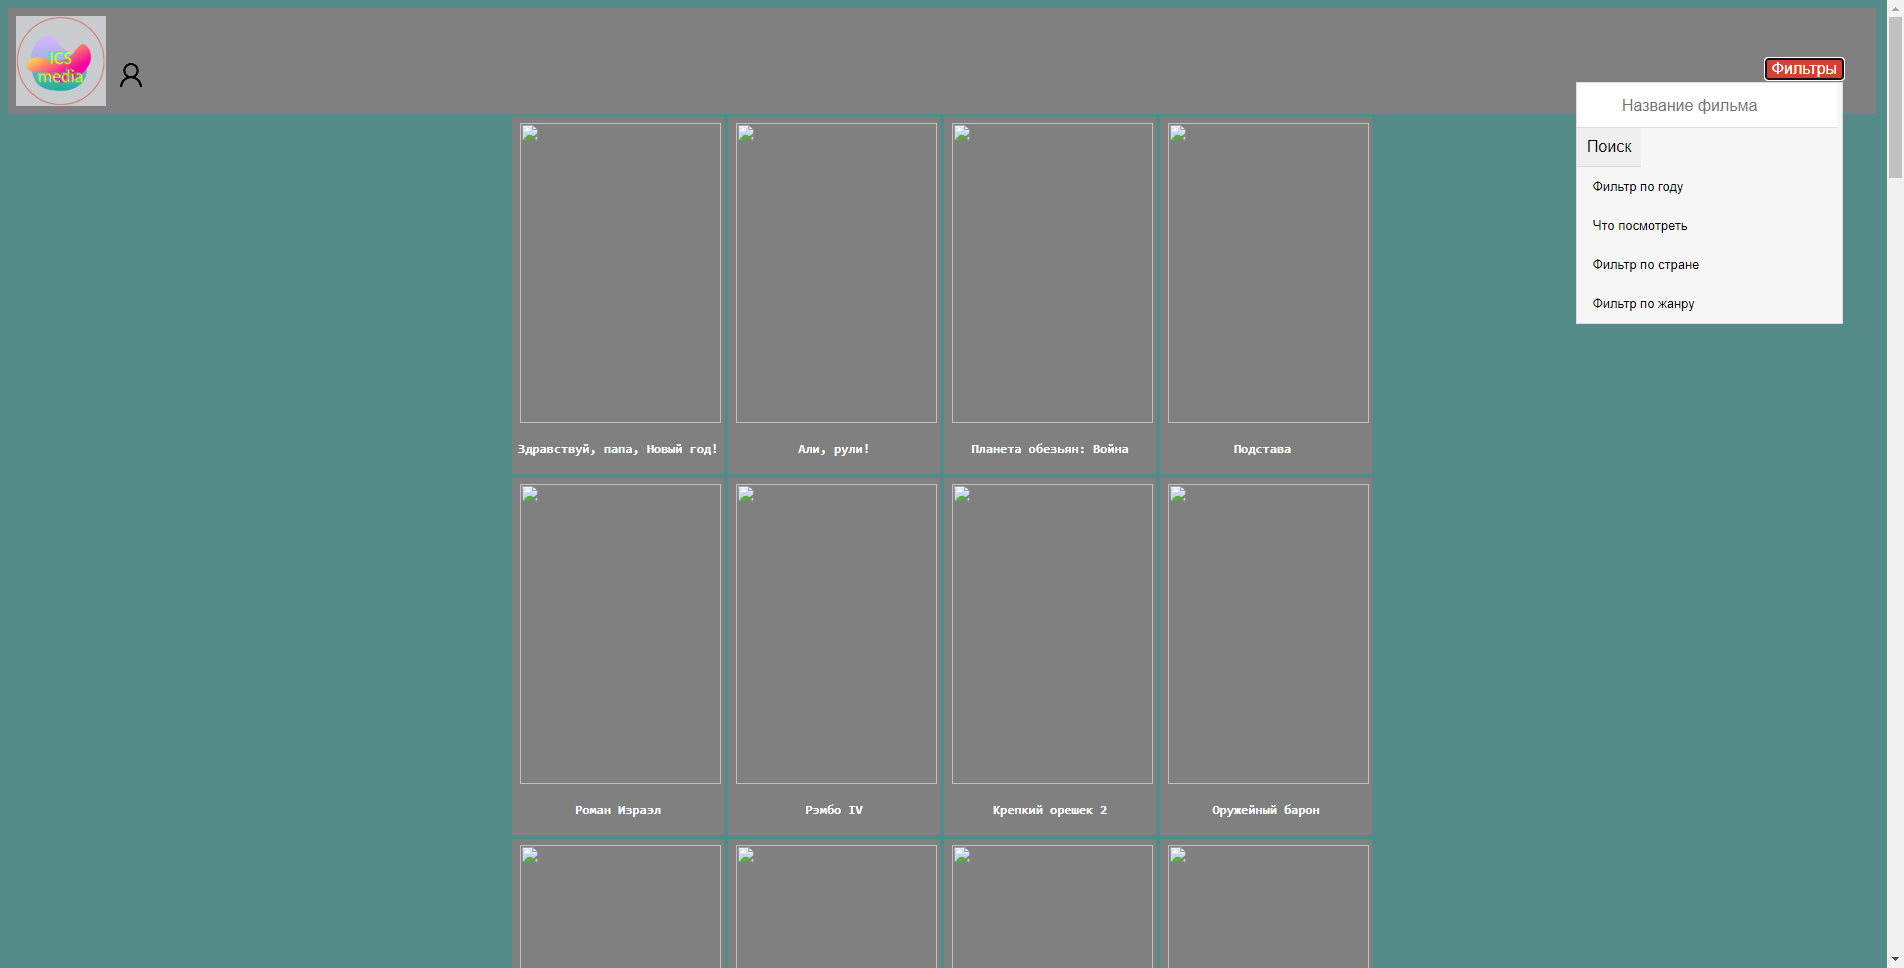 ICS
media
Фильтры
Название фильма
Поиск
Фильтр по году
Что посмотреть
Фильтр по стране
Фильтр по жанру
Здравствуй, папа, Новый год!
Али, рули!
Планета обезьян: Война
Подстава
Роман Израэл
Рэмбо IV
Крепкий орешек 2
Оружейный барон